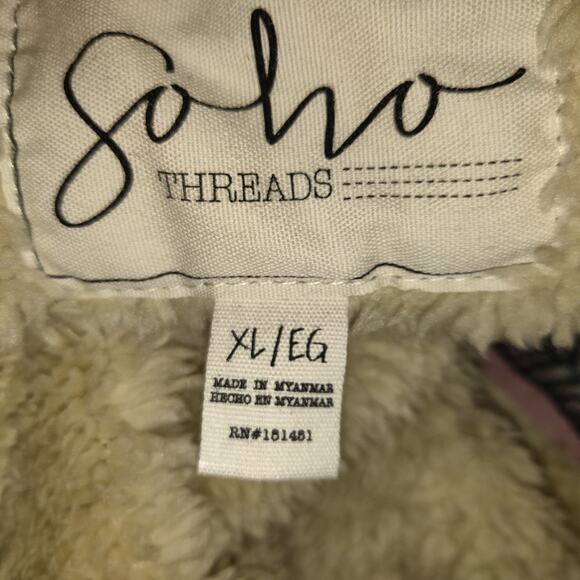 Soho
THREADS
XL/EG
MADE IN MYANMAR
HECHO EN MYANMAR
RN#151451